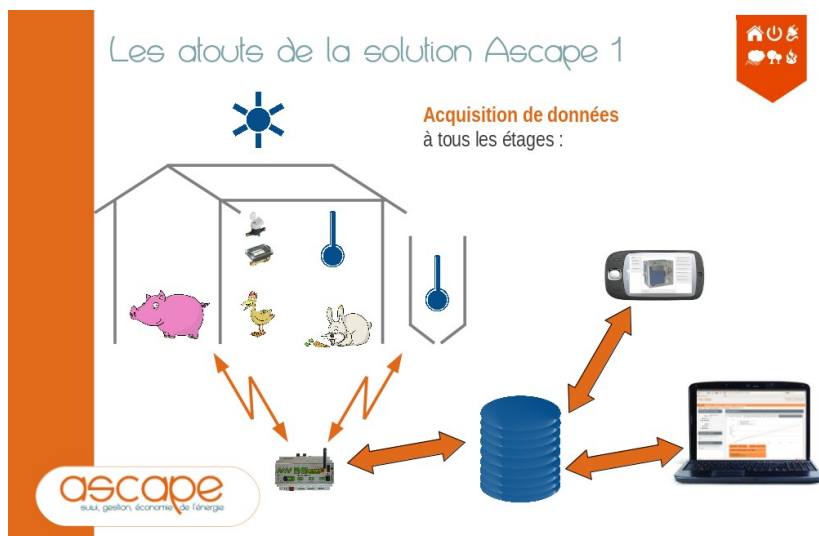 Les atouts de la solution Ascape 1
Acquisition de données
à tous les étages :
ascape
suivi, gestion, économie de l'énergie